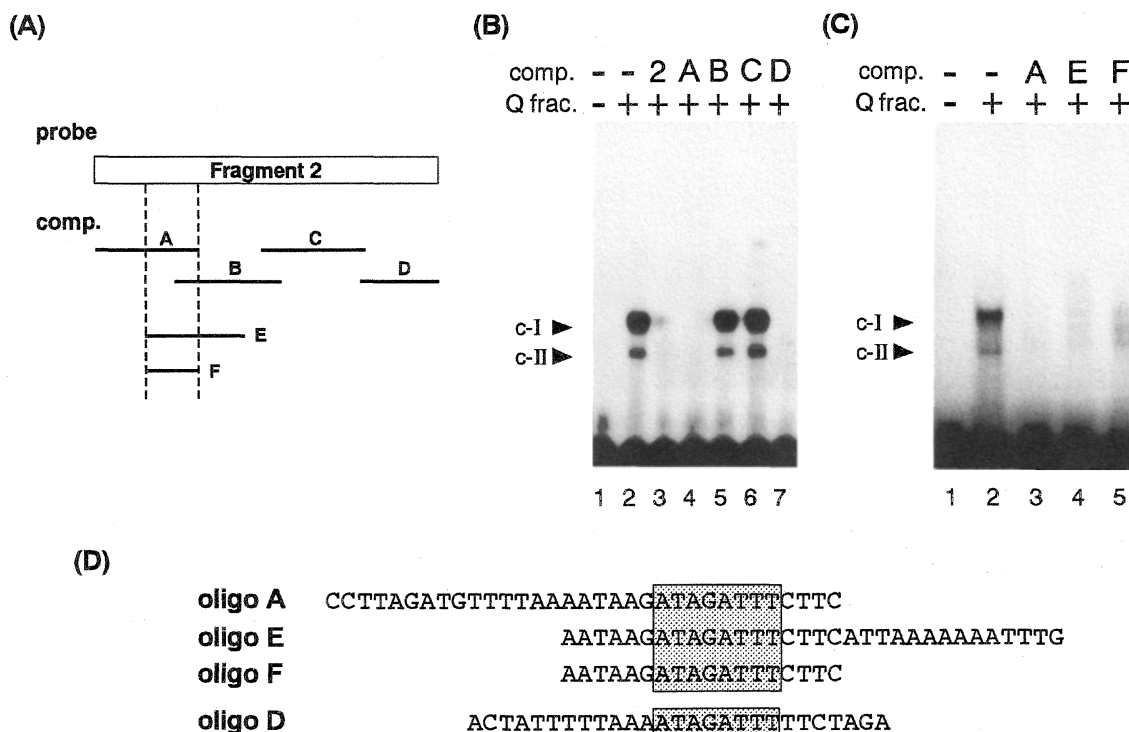 (A)
probe
Fragment 2
comp.
A
C
B
D
E
F
(B)
comp. - - 2 A B C D
Q frac. - + + + + + +
c-I
c-II
1 2 3 4 5 6 7
(C)
comp. - - A E F
Q frac. - + + + +
c-I
c-II
1 2 3 4 5
(D)
oligo A CCTTAGATGTTTTAAAATAAGATAGATTTCTTC
oligo E AATAAGATAGATTTCTTCATTAAAAAAATTTG
oligo F AATAAGATAGATTTCTTC
oligo D ACTATTTTTAAAATAGATTTTTCTAGA